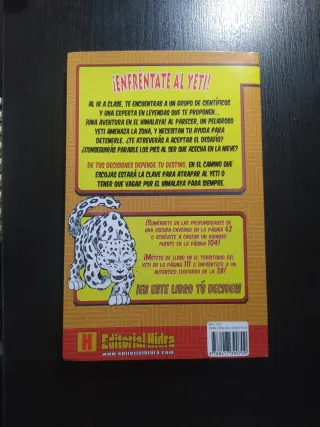 ¡ENFRÉNTATE AL YETI!
AL IR A CLASE, TE ENCUENTRAS A UN GRUPO DE CIENTÍFICOS
Y UNA EXPERTA EN LEYENDAS QUE TE PROPONEN...
¡UNA AVENTURA EN EL HIMALAYA! AL PARECER, UN PELIGROSO
YETI AMENAZA LA ZONA, Y NECESITAN TU AYUDA PARA
DETENERLE. ¿TE ATREVERÁS A ACEPTAR EL DESAFÍO?
¿CONSEGUIRÁS PARARLE LOS PIES AL SER QUE ACECHA EN LA NIEVE?
DE TUS DECISIONES DEPENDE TU DESTINO. EN EL CAMINO QUE
ESCOJAS ESTARÁ LA CLAVE PARA ATRAPAR AL YETI O
TENER QUE VAGAR POR EL HIMALAYA PARA SIEMPRE.
¡SUMÉRGETE EN LAS PROFUNDIDADES DE
UNA OSCURA CAVERNA EN LA PÁGINA 62
O ATRÉVETE A CRUZAR UN
PUENTE EN LA PÁGINA 104!
¡MÉTETE DE LLENO EN EL TERRITORIO DEL
YETI EN LA PÁGINA 111 O ENFRÉNTATE A UN
AUTÉNTICO LEOPARDO EN LA 38!
¡EN ESTE LIBRO TÚ DECIDES!
H Editorial Hidra
www.editorialhidra.com